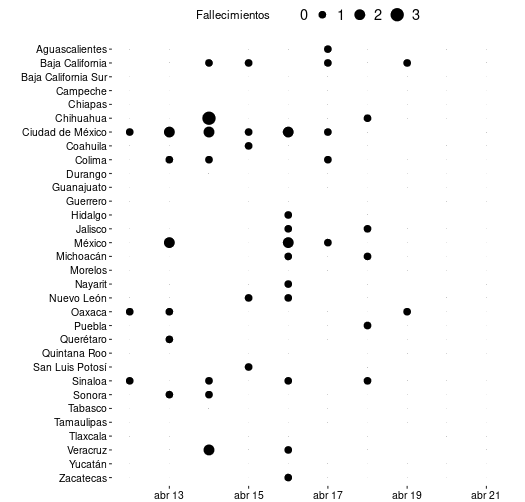 Fallecimientos 0 1 2 3
Aguascalientes
Baja California
Baja California Sur
Campeche
Chiapas
Chihuahua
Ciudad de México
Coahuila
Colima
Durango
Guanajuato
Guerrero
Hidalgo
Jalisco
México
Michoacán
Morelos
Nayarit
Nuevo León
Oaxaca
Puebla
Querétaro
Quintana Roo
San Luis Potosí
Sinaloa
Sonora
Tabasco
Tamaulipas
Tlaxcala
Veracruz
Yucatán
Zacatecas
abr 13 abr 15 abr 17 abr 19 abr 21